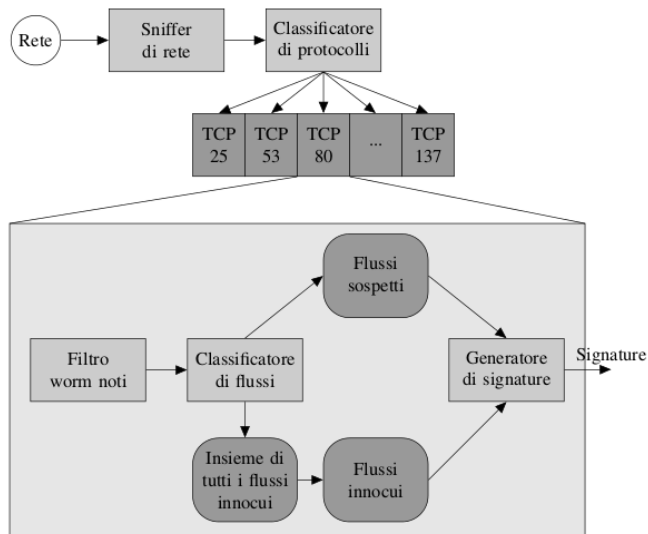 Rete
Sniffer
di rete
Classificatore
di protocolli
TCP
25
TCP
53
TCP
80
...
TCP
137
Flussi
sospetti
Filtro
worm noti
Classificatore
di flussi
Generatore
di signature
Signature
Insieme di
tutti i flussi
innocui
Flussi
innocui